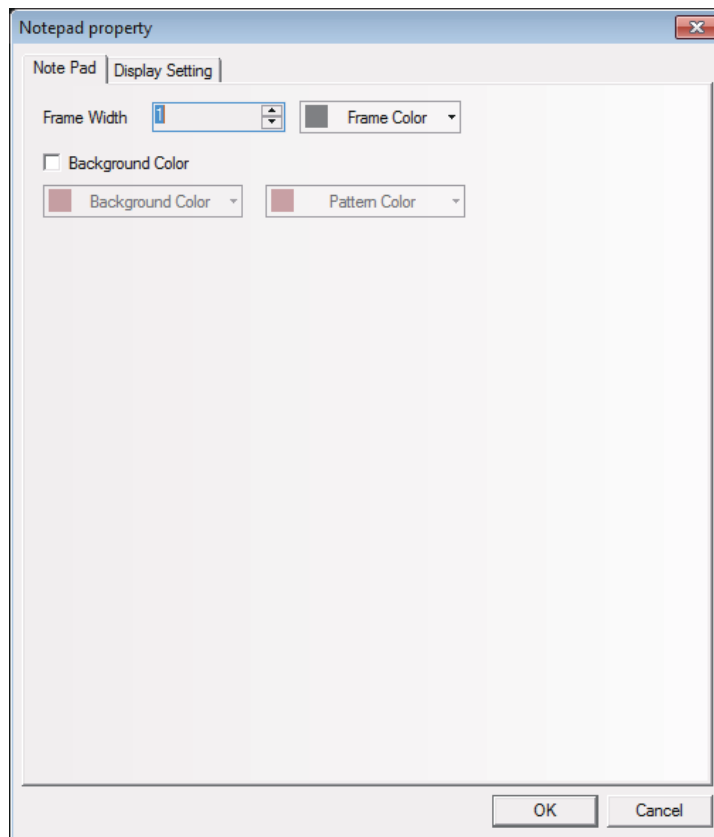 Notepad property
Note Pad Display Setting
Frame Width 1 Frame Color
Background Color
Background Color Pattern Color
OK Cancel